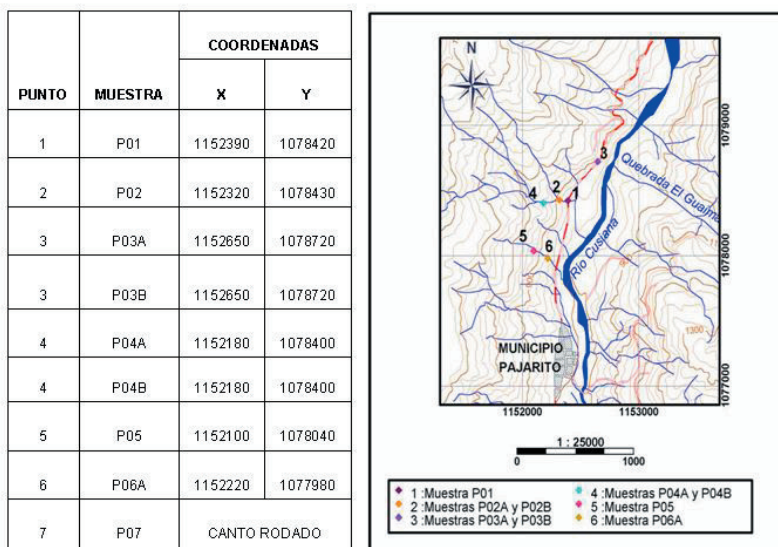 COORDENADAS
PUNTO MUESTRA X Y
1 P01 1152390 1078420
2 P02 1152320 1078430
3 P03A 1152650 1078720
3 P03B 1152650 1078720
4 P04A 1152180 1078400
4 P04B 1152180 1078400
5 P05 1152100 1078040
6 P06A 1152220 1077980
7 P07 CANTO RODADO
N
1079000
3
Quebrada El Guaima
4 2 1
5
6
1078000
Río Cusiana
1300
MUNICIPIO
PAJARITO
1077000
1152000 1153000
1 : 25000
0 1000
1 :Muestra P01
2 :Muestras P02A y P02B
3 :Muestras P03A y P03B
4 :Muestras P04A y P04B
5 :Muestra P05
6 :Muestra P06A